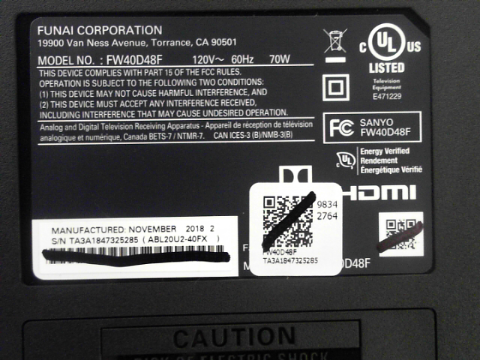 FUNAI CORPORATION
19900 Van Ness Avenue, Torrance, CA 90501
MODEL NO. : FW40D48F 120V~ 60Hz 70W
THIS DEVICE COMPLIES WITH PART 15 OF THE FCC RULES.
OPERATION IS SUBJECT TO THE FOLLOWING TWO CONDITIONS:
(1) THIS DEVICE MAY NOT CAUSE HARMFUL INTERFERENCE, AND
(2) THIS DEVICE MUST ACCEPT ANY INTERFERENCE RECEIVED,
INCLUDING INTERFERENCE THAT MAY CAUSE UNDESIRED OPERATION.
Analog and Digital Television Receiving Apparatus - Appareil de réception de télévision
analogique et numérique, Canada BETS-7 / NTMR-7. CAN ICES-3 (B)/NMB-3(B)
C UL US
LISTED
Television
Equipment
E471229
FC SANYO
FW40D48F
UL Energy Verified
Rendement
Énergétique Vérifié
HDMI
MANUFACTURED NOVEMBER 2018 2
S/N TA3A1847325285 ( ABL20U2-40FX )
9834
2764
FW40D48F
TA3A1847325285
0D48F
CAUTION